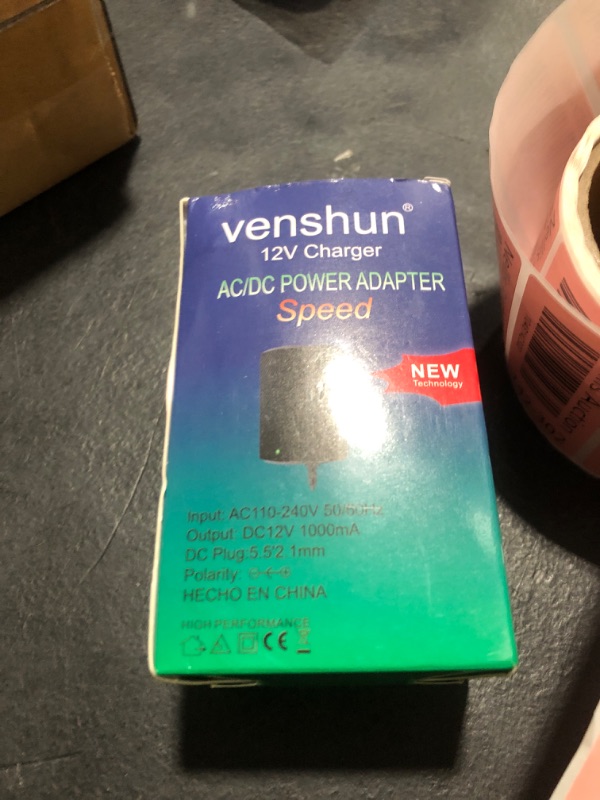 venshun®
12V Charger
AC/DC POWER ADAPTER
Speed
NEW
Technology
Input: AC110-240V 50/60Hz
Output: DC12V 1000mA
DC Plug:5.5'2.1mm
Polarity:
HECHO EN CHINA
HIGH PERFORMANCE
CE